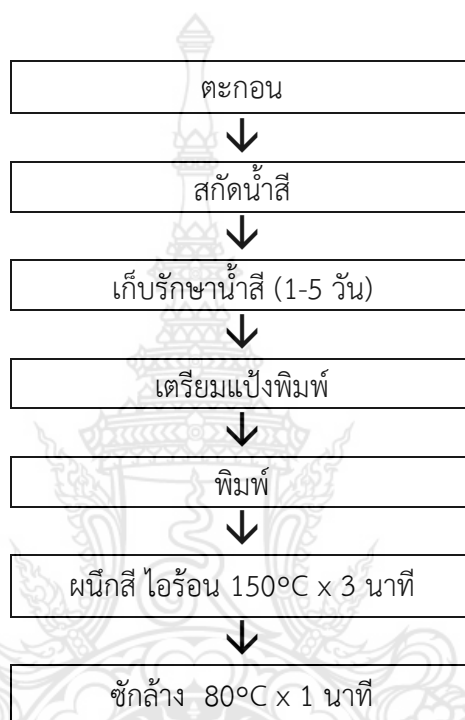 ตะกอน
สกัดน้ำสี
เก็บรักษาน้ำสี (1-5 วัน)
เตรียมแป้งพิมพ์
พิมพ์
ผนึกสี ไอร้อน 150°C x 3 นาที
ซักล้าง 80°C x 1 นาที